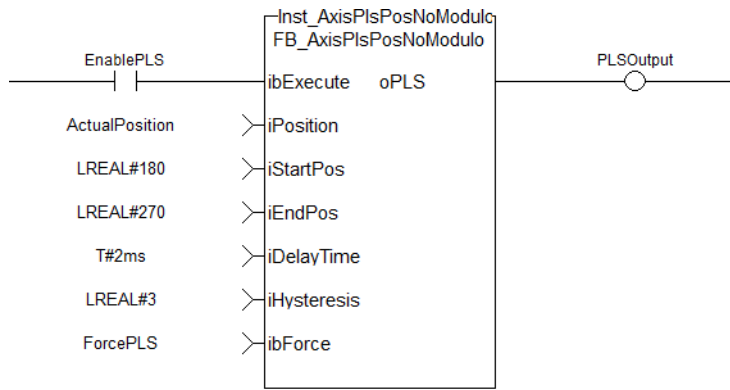 Inst_AxisPlsPosNoModulo
FB_AxisPlsPosNoModulo
EnablePLS
PLSOutput
ibExecute oPLS
ActualPosition iPosition
LREAL#180 iStartPos
LREAL#270 iEndPos
T#2ms iDelayTime
LREAL#3 iHysteresis
ForcePLS ibForce